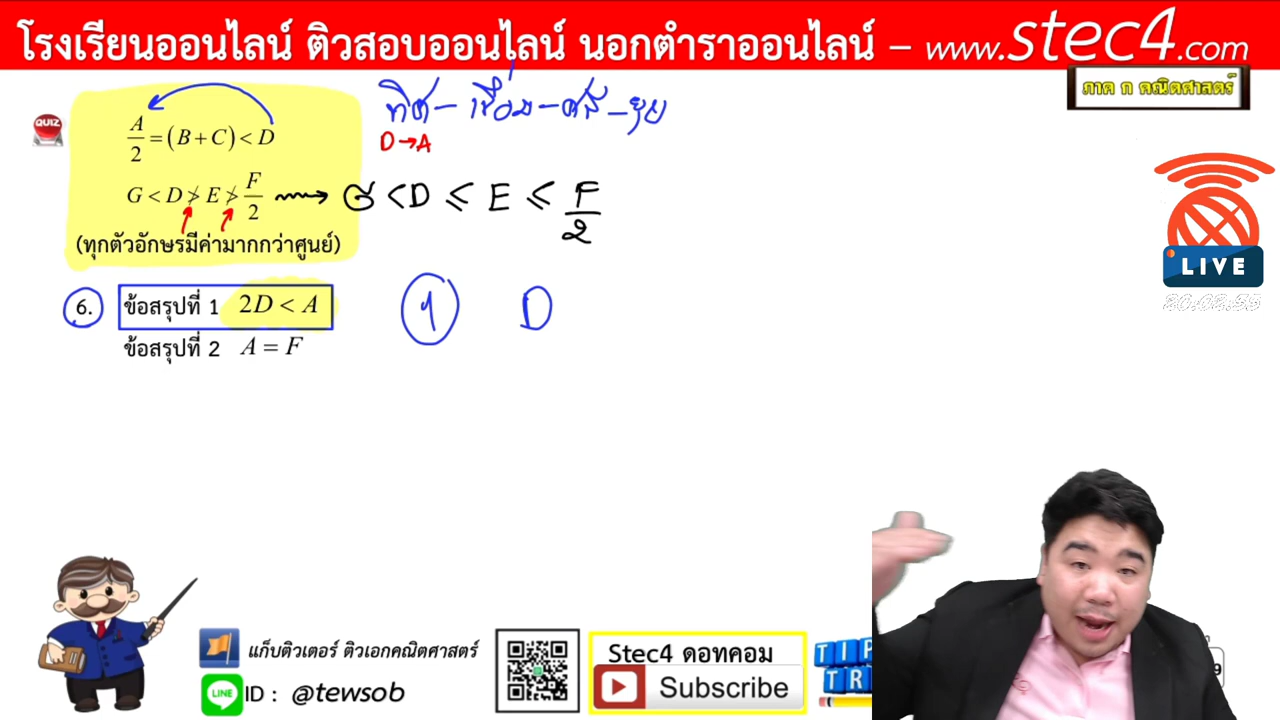 โรงเรียนออนไลน์ ติวสอบออนไลน์ นอกตำราออนไลน์ – www.stec4.com
ภาค ก คณิตศาสตร์
QUIZ
A/2 = (B + C) < D
ทิศ – เชื่อม –
D → A
G < D ≯ E ≯ F/2
G < D ≤ E ≤ F/2
(ทุกตัวอักษรมีค่ามากกว่าศูนย์)
LIVE
6. ข้อสรุปที่ 1 2D < A
1 D
ข้อสรุปที่ 2 A = F
แก็บติวเตอร์ ติวเอกคณิตศาสตร์
LINE ID : @tewsob
Stec4 ดอทคอม
Subscribe